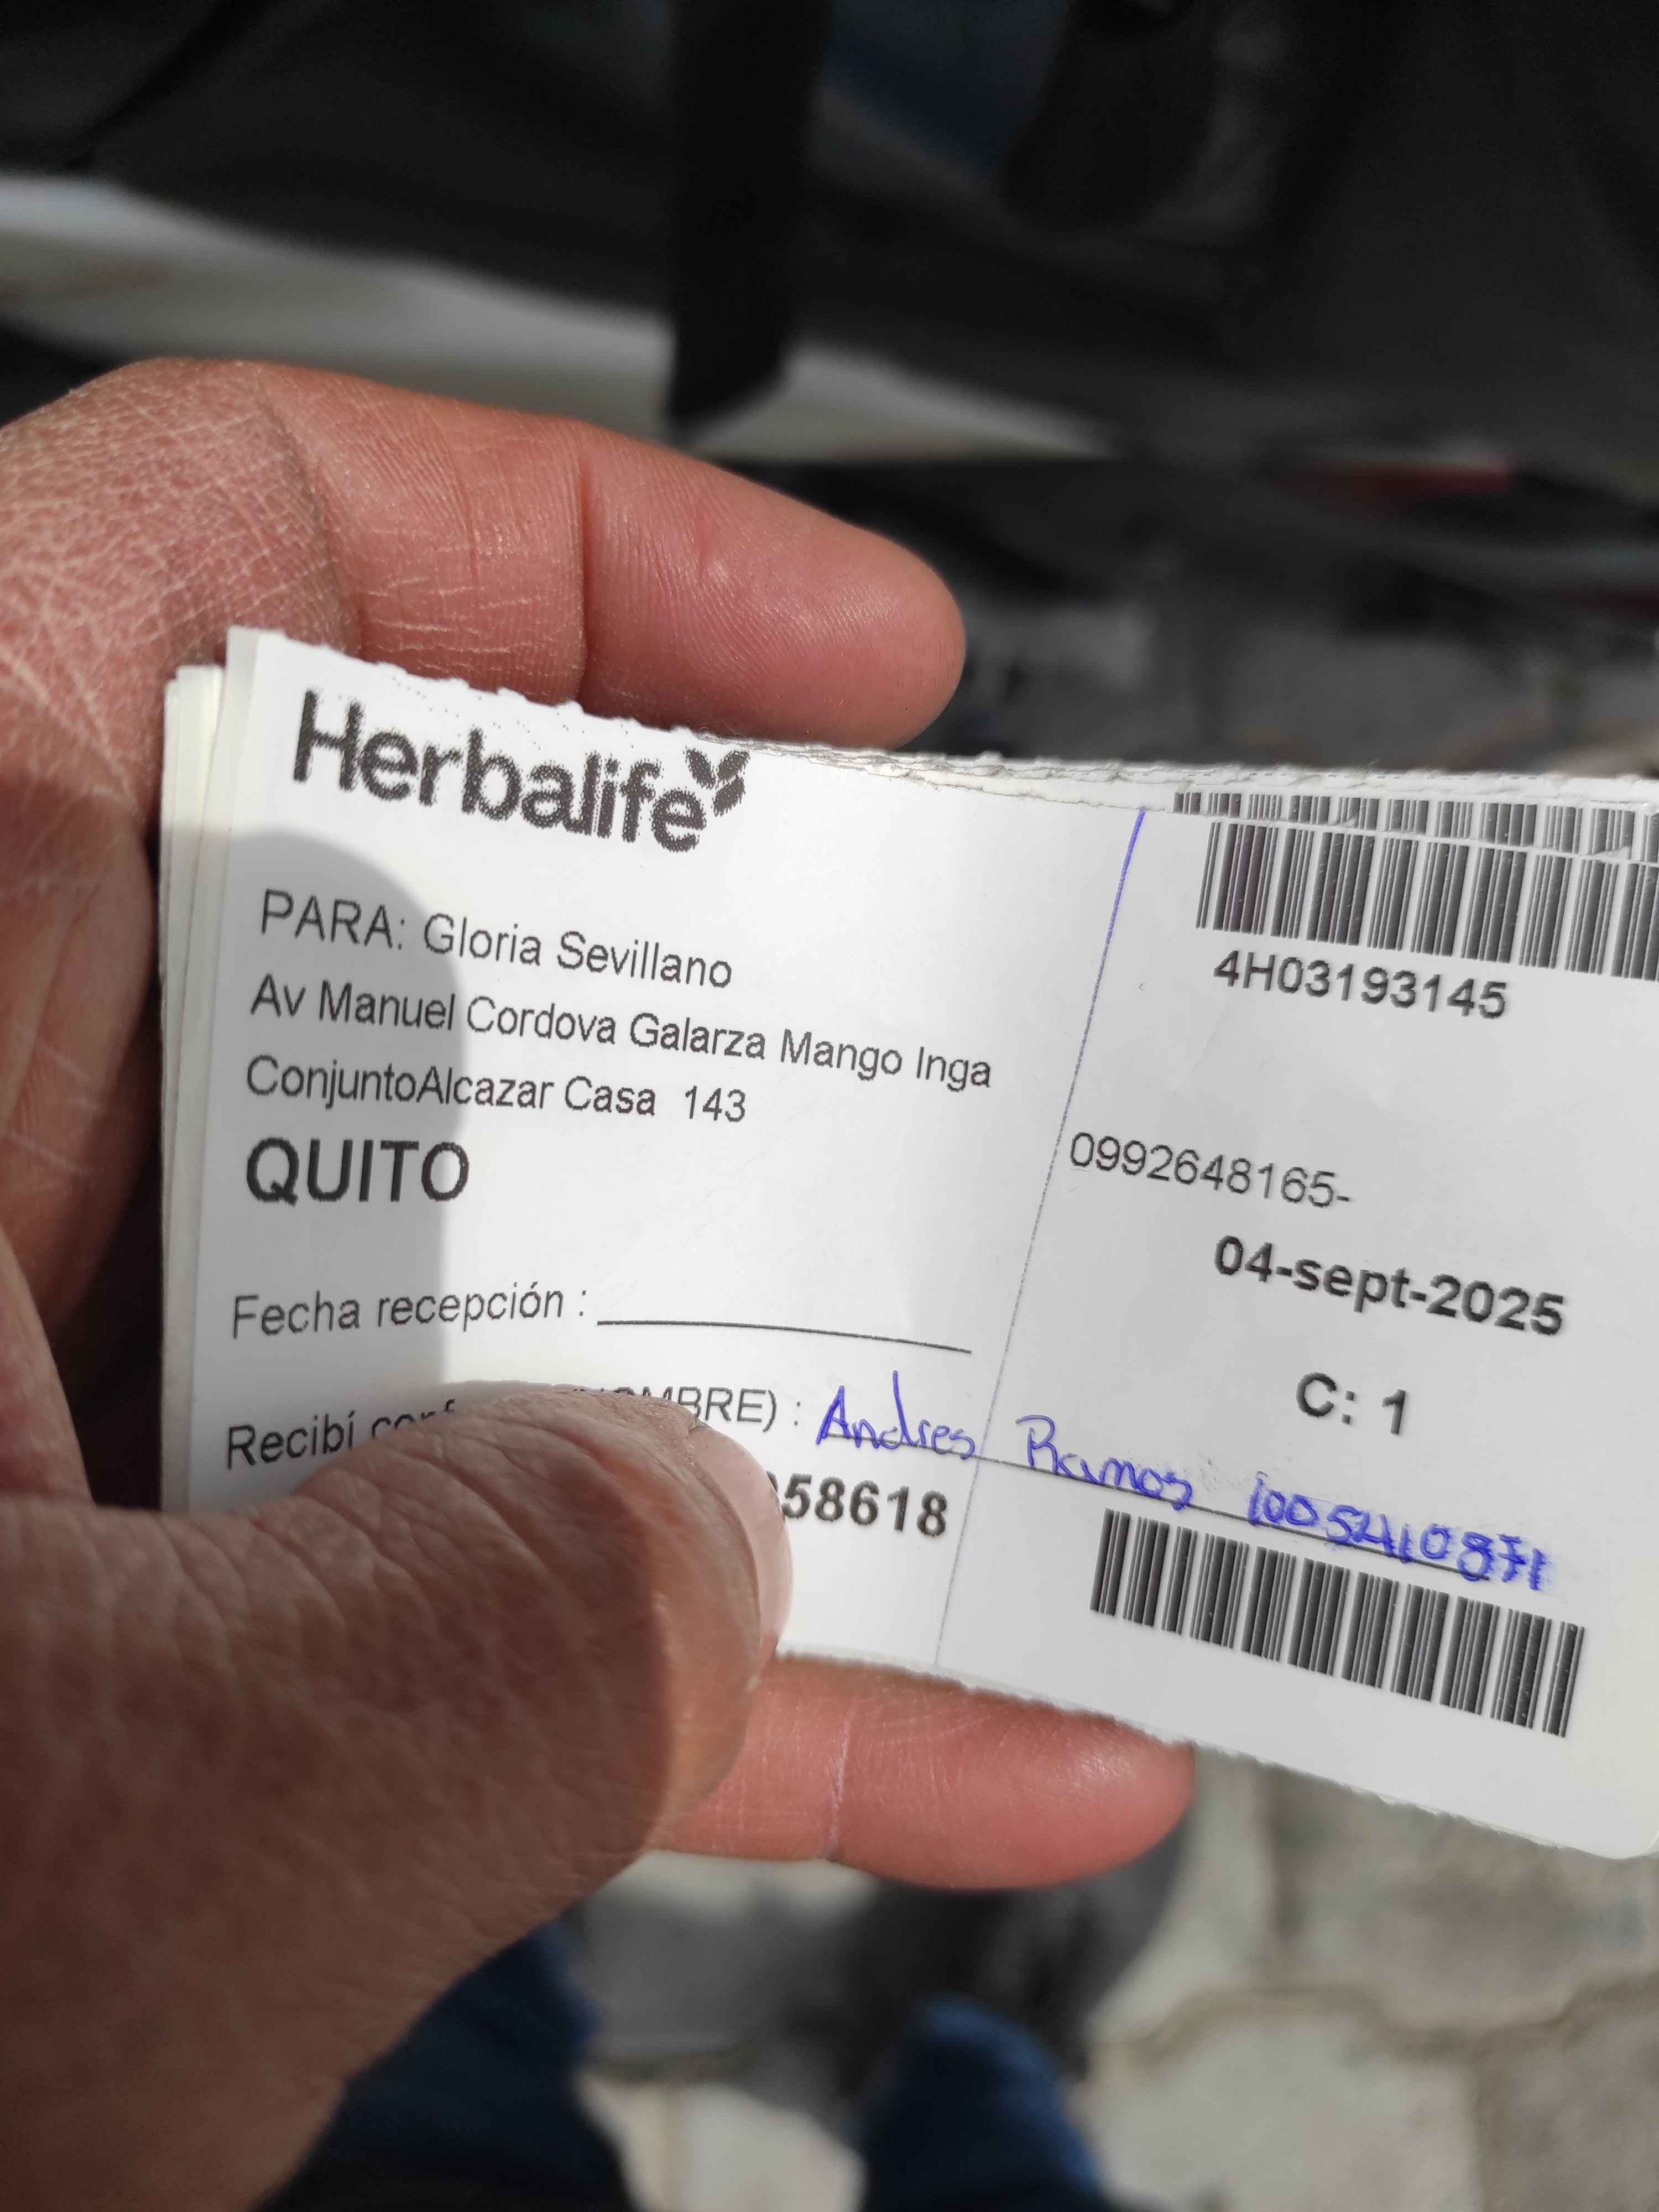 Herbalife
PARA: Gloria Sevillano
Av Manuel Cordova Galarza Mango Inga
ConjuntoAlcazar Casa 143
QUITO
Fecha recepción :
Recibí (NOMBRE) : Andres Ramos 1005410871
58618
4H03193145
0992648165-
04-sept-2025
C: 1